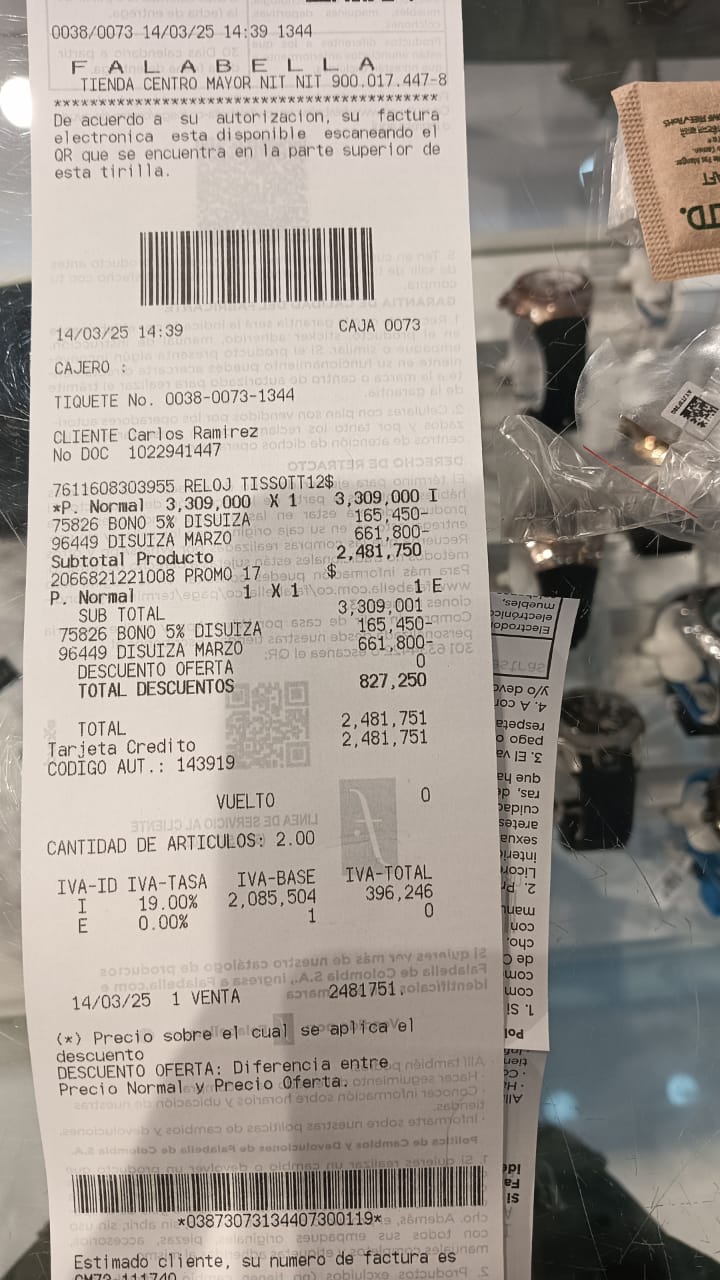 0038/0073 14/03/25 14:39 1344
F A L A B E L L A
TIENDA CENTRO MAYOR NIT NIT 900.017.447-8
******************************************
De acuerdo a su autorizacion, su factura
electronica esta disponible escaneando el
QR que se encuentra en la parte superior de
esta tirilla.
14/03/25 14:39 CAJA 0073
CAJERO :
TIQUETE No. 0038-0073-1344
CLIENTE Carlos Ramirez
No DOC 1022941447
7611608303955 RELOJ TISSOTT12$
*P. Normal 3,309,000 X 1 3,309,000 I
75826 BONO 5% DISUIZA 165,450-
96449 DISUIZA MARZO 661,800-
Subtotal Producto 2,481,750
2066821221008 PROMO 17 $
P. Normal 1 X 1 1 E
SUB TOTAL 3,309,001
75826 BONO 5% DISUIZA 165,450-
96449 DISUIZA MARZO 661,800-
DESCUENTO OFERTA 0
TOTAL DESCUENTOS 827,250
TOTAL 2,481,751
Tarjeta Credito 2,481,751
CODIGO AUT.: 143919
VUELTO 0
CANTIDAD DE ARTICULOS: 2.00
IVA-ID IVA-TASA IVA-BASE IVA-TOTAL
I 19.00% 2,085,504 396,246
E 0.00% 1 0
14/03/25 1 VENTA 2481751.
(*) Precio sobre el cual se aplica el
descuento
DESCUENTO OFERTA: Diferencia entre
Precio Normal y Precio Oferta.
*03873073134407300119*
Estimado cliente, su numero de factura es